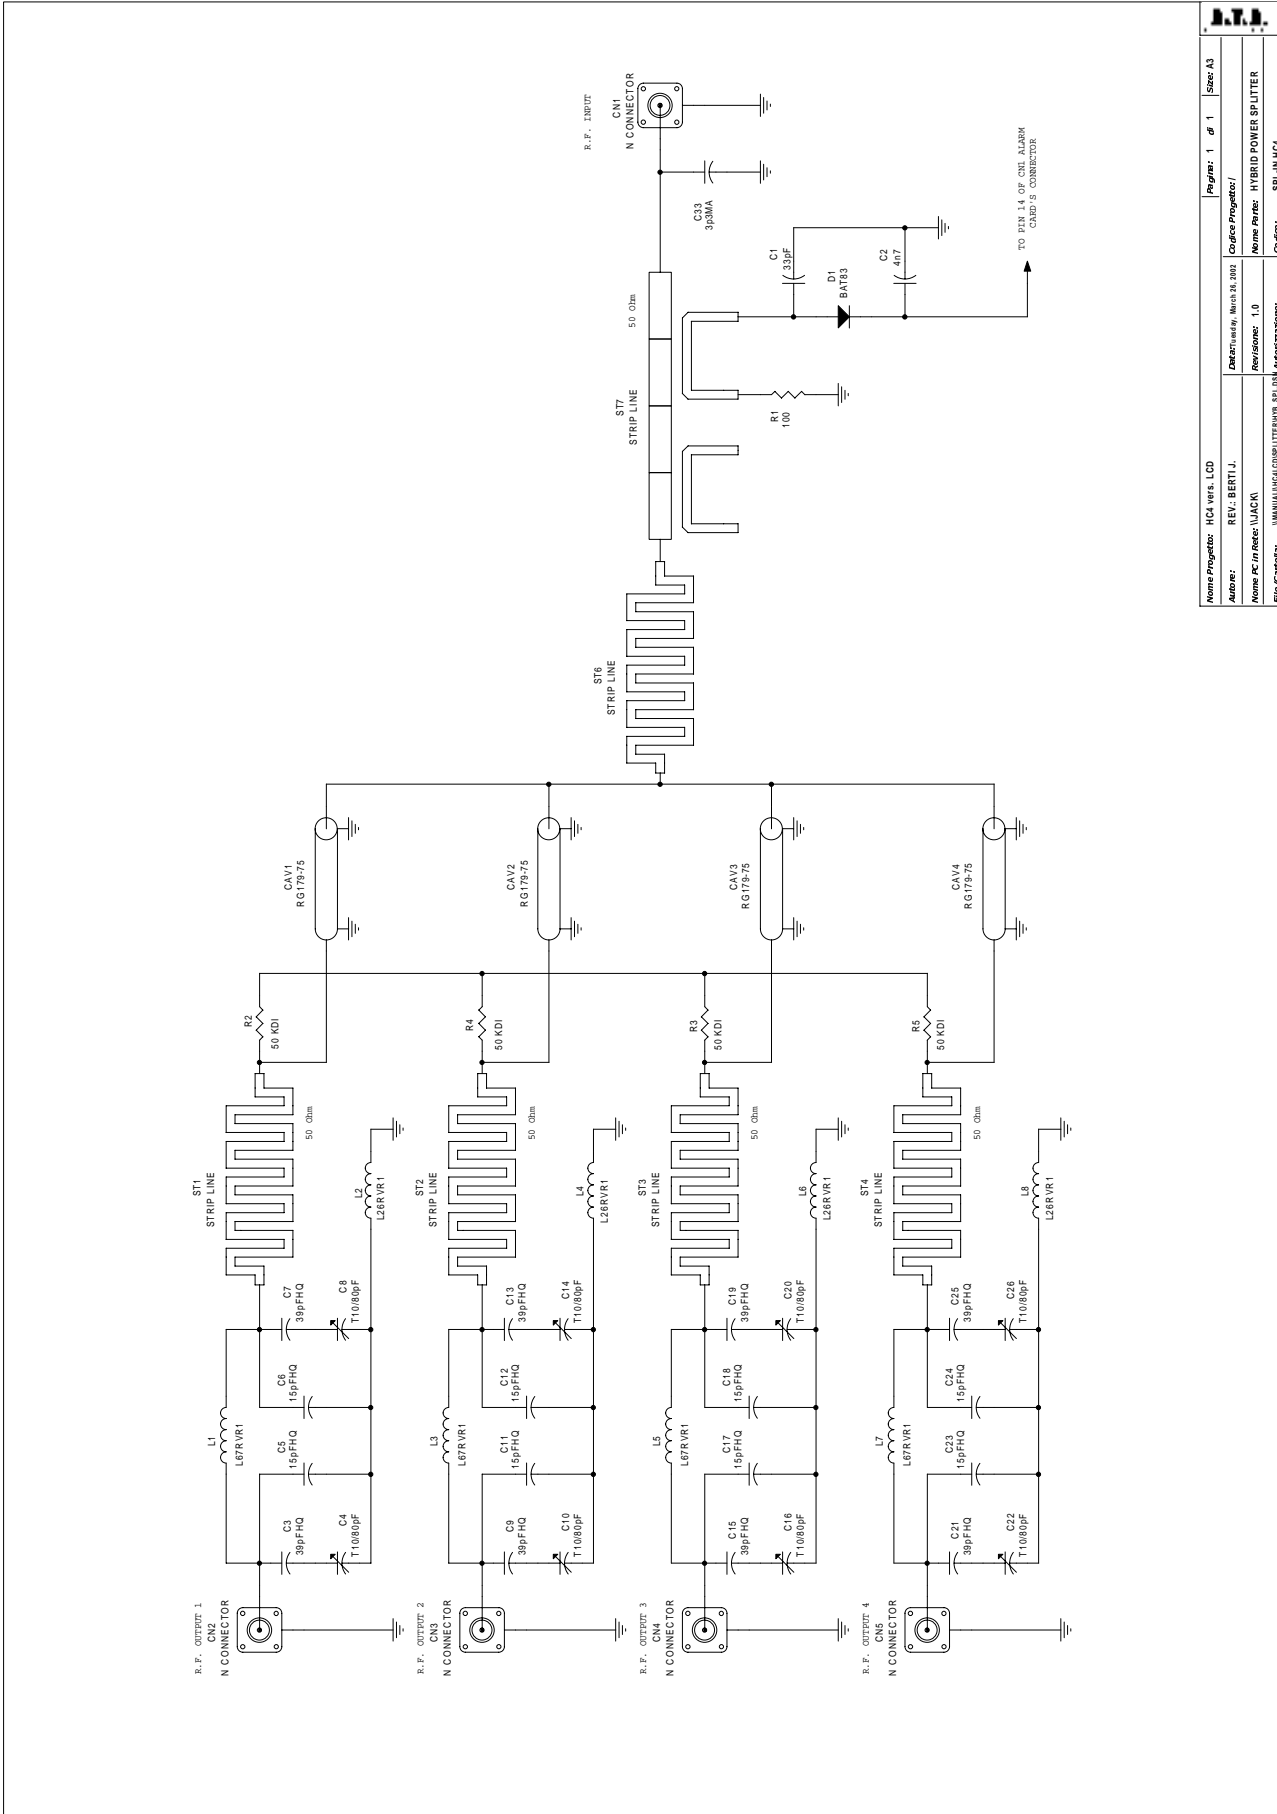 R.F. INPUT
CN1
N CONNECTOR
C33
3p3MA
50 Ohm
ST7
STRIP LINE
C1
33pF
D1
BAT83
C2
4n7
R1
100
TO PIN 14 OF CN1 ALARM
CARD'S CONNECTOR
ST6
STRIP LINE
CAV1
RG179-75
CAV2
RG179-75
CAV3
RG179-75
CAV4
RG179-75
R2
50 KDI
R4
50 KDI
R3
50 KDI
R5
50 KDI
ST1
STRIP LINE
50 Ohm
ST2
STRIP LINE
50 Ohm
ST3
STRIP LINE
50 Ohm
ST4
STRIP LINE
50 Ohm
L2
L26RVR1
L4
L26RVR1
L6
L26RVR1
L8
L26RVR1
C7
39pFHQ
C8
T10/80pF
C13
39pFHQ
C14
T10/80pF
C19
39pFHQ
C20
T10/80pF
C25
39pFHQ
C26
T10/80pF
L1
L67RVR1
C6
15pFHQ
C5
15pFHQ
L3
L67RVR1
C12
15pFHQ
C11
15pFHQ
L5
L67RVR1
C18
15pFHQ
C17
15pFHQ
L7
L67RVR1
C24
15pFHQ
C23
15pFHQ
C3
39pFHQ
C4
T10/80pF
C9
39pFHQ
C10
T10/80pF
C15
39pFHQ
C16
T10/80pF
C21
39pFHQ
C22
T10/80pF
R.F. OUTPUT 1
CN2
N CONNECTOR
R.F. OUTPUT 2
CN3
N CONNECTOR
R.F. OUTPUT 3
CN4
N CONNECTOR
R.F. OUTPUT 4
CN5
N CONNECTOR
Nome Progetto: HC4 vers. LCD
Pagina: 1 di 1
Size: A3
Autore: REV.: BERTI J.
Data: Tuesday, March 26, 2002
Codice Progetto: /
Nome PC in Rete: \\JACK\
Revisione: 1.0
Nome Parte: HYBRID POWER SPLITTER